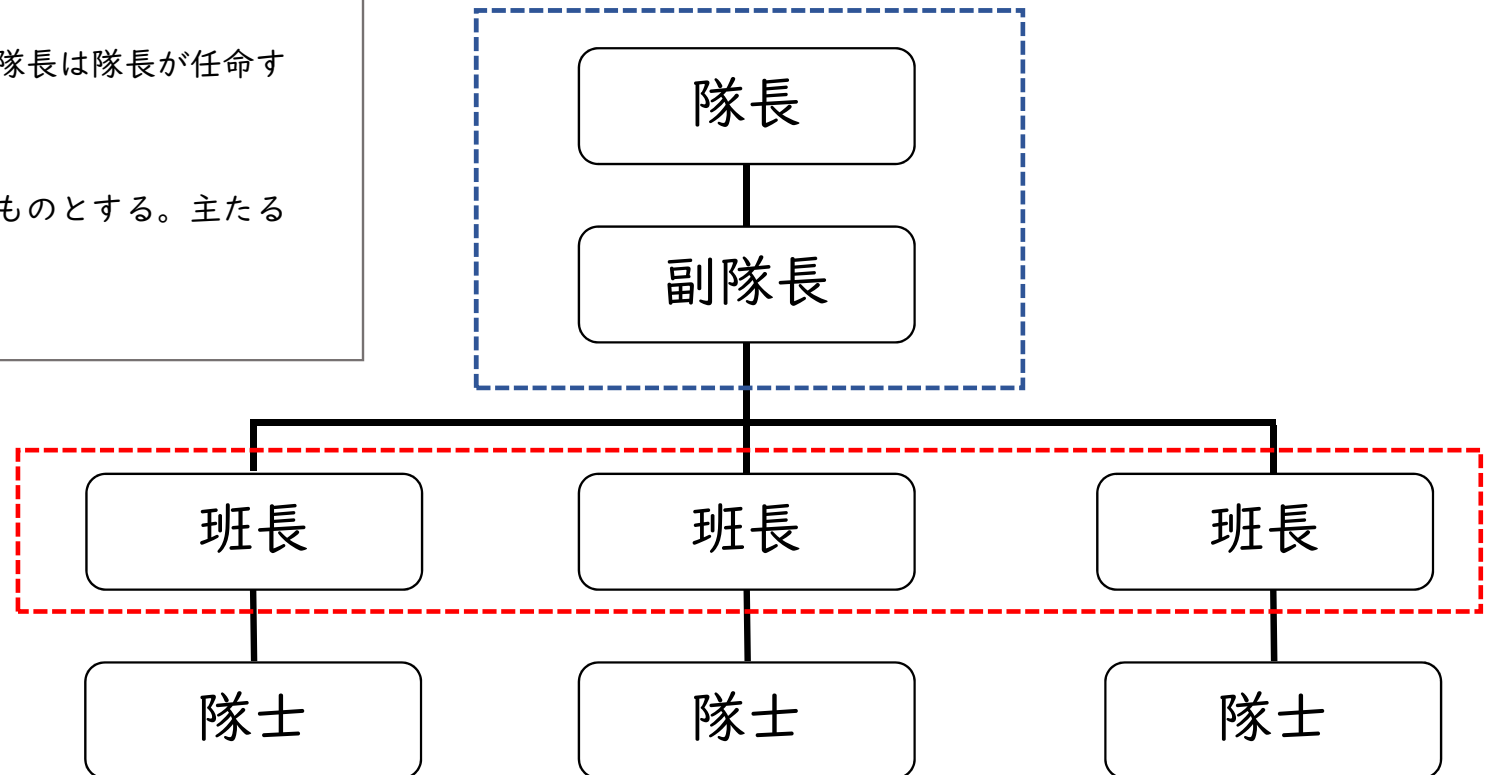 隊長は隊長が任命す
ものとする。主たる
隊長
副隊長
班長
班長
班長
隊士
隊士
隊士